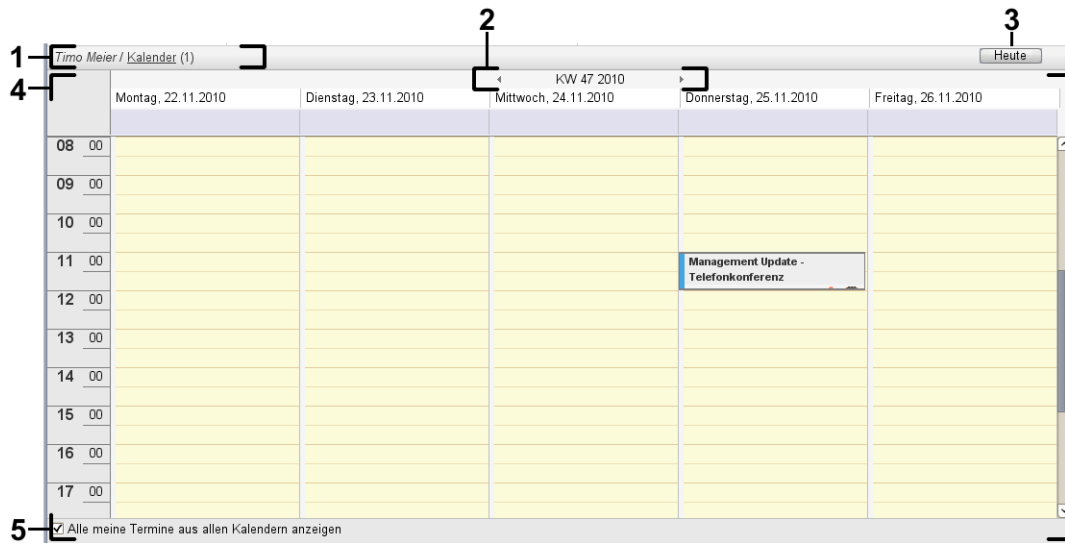 2
3
1
Timo Meier / Kalender (1)
Heute
4
KW 47 2010
Montag, 22.11.2010
Dienstag, 23.11.2010
Mittwoch, 24.11.2010
Donnerstag, 25.11.2010
Freitag, 26.11.2010
08 00
09 00
10 00
11 00
Management Update -
Telefonkonferenz
12 00
13 00
14 00
15 00
16 00
17 00
5
Alle meine Termine aus allen Kalendern anzeigen